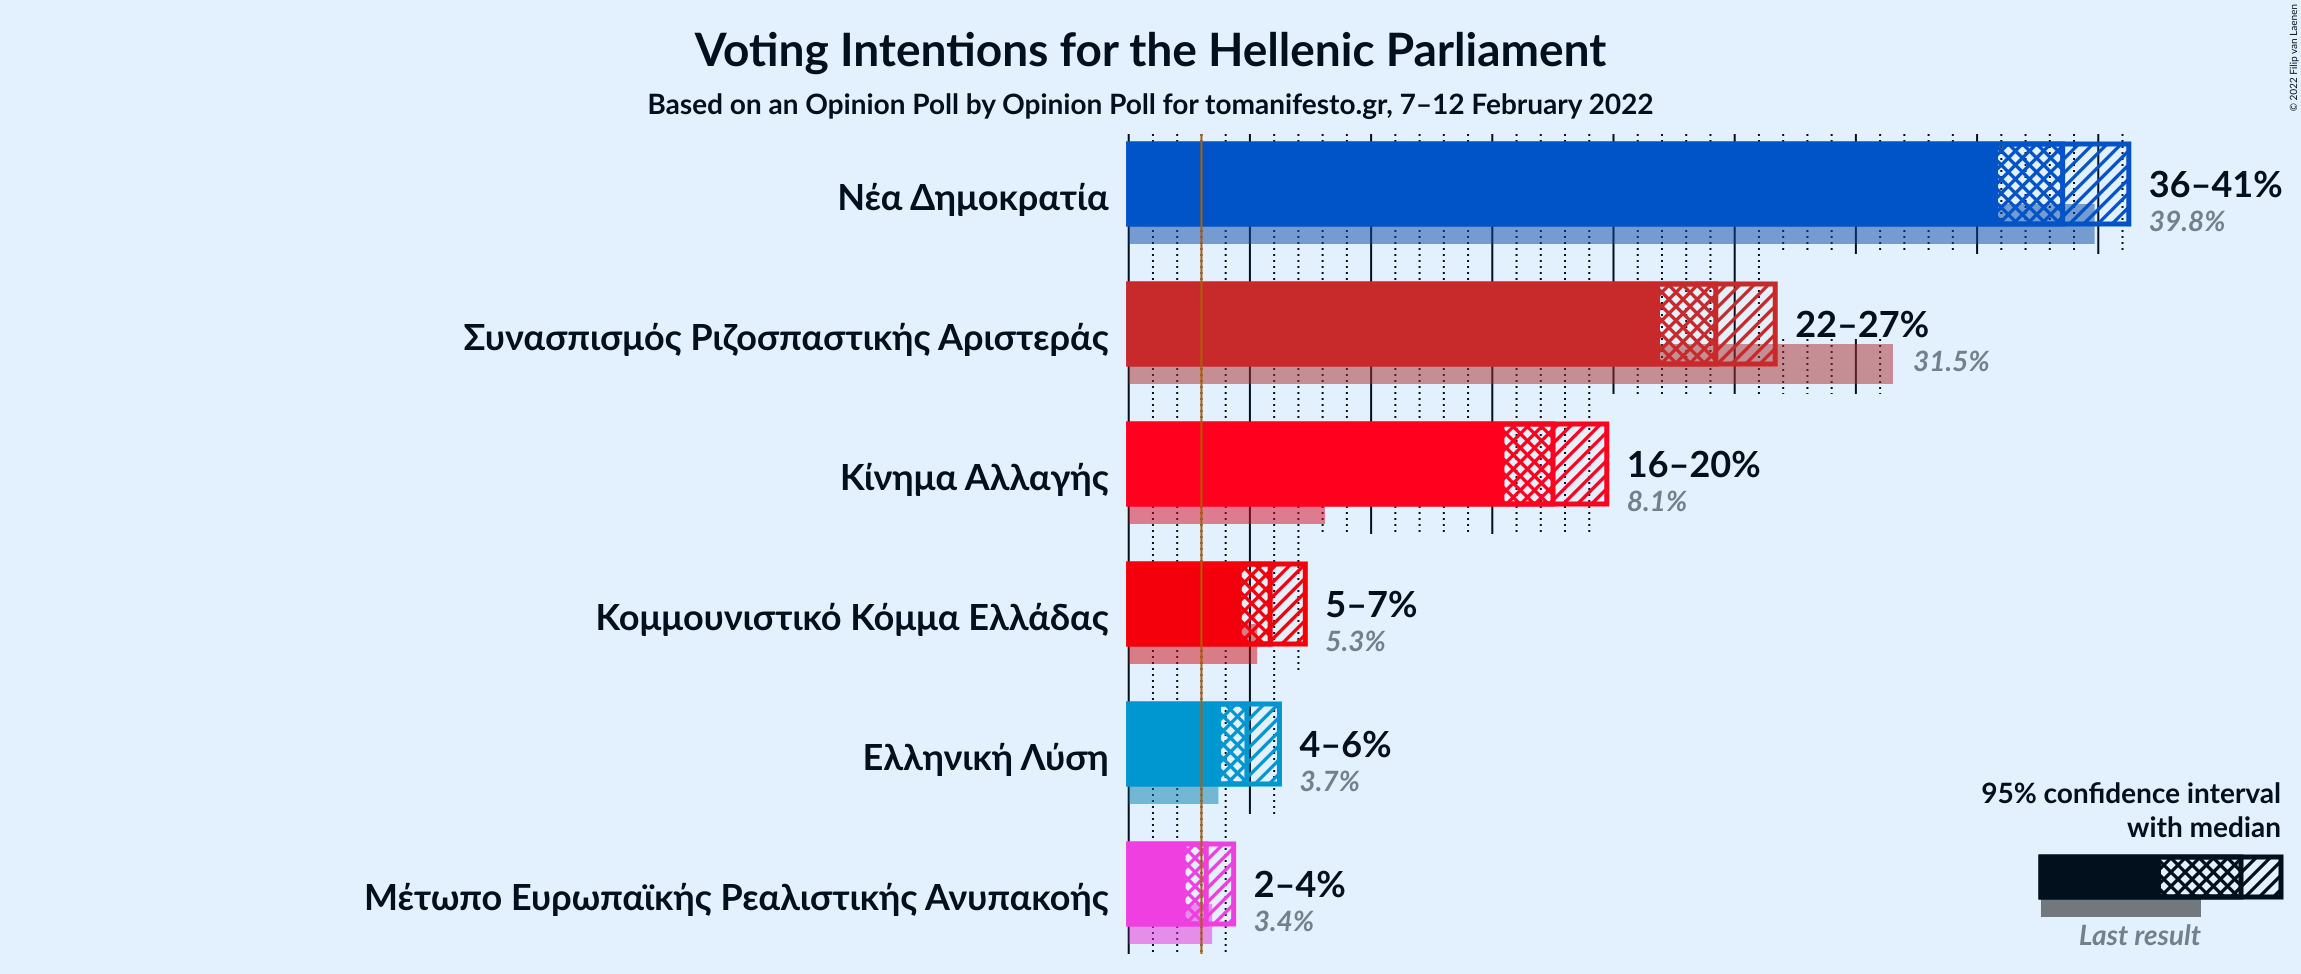 Voting Intentions for the Hellenic Parliament
Based on an Opinion Poll by Opinion Poll for tomanifesto.gr, 7–12 February 2022
© 2022 Filip van Laenen
Νέα Δημοκρατία
36–41%
39.8%
Συνασπισμός Ριζοσπαστικής Αριστεράς
22–27%
31.5%
Κίνημα Αλλαγής
16–20%
8.1%
Κομμουνιστικό Κόμμα Ελλάδας
5–7%
5.3%
Ελληνική Λύση
4–6%
3.7%
Μέτωπο Ευρωπαϊκής Ρεαλιστικής Ανυπακοής
2–4%
3.4%
95% confidence interval
with median
Last result